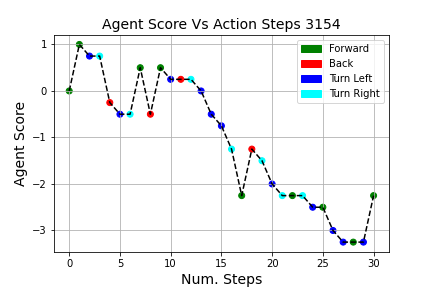 Agent Score Vs Action Steps 3154
Agent Score
1
0
−1
−2
−3
Forward
Back
Turn Left
Turn Right
0 5 10 15 20 25 30
Num. Steps